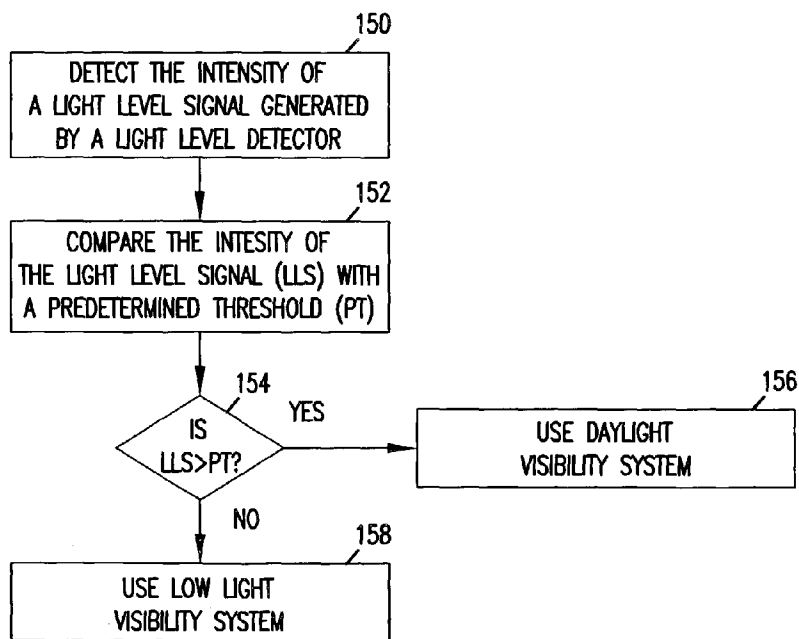 150
DETECT THE INTENSITY OF
A LIGHT LEVEL SIGNAL GENERATED
BY A LIGHT LEVEL DETECTOR
152
COMPARE THE INTESITY OF
THE LIGHT LEVEL SIGNAL (LLS) WITH
A PREDETERMINED THRESHOLD (PT)
154
IS
LLS>PT?
YES
156
USE DAYLIGHT
VISIBILITY SYSTEM
NO
158
USE LOW LIGHT
VISIBILITY SYSTEM